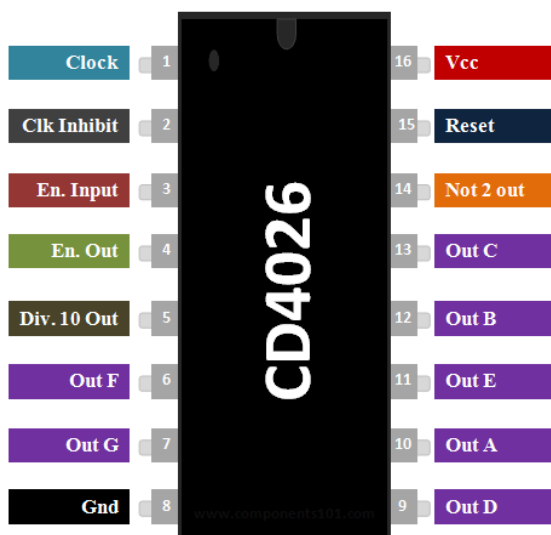 Clock 1 16 Vcc
Clk Inhibit 2 15 Reset
En. Input 3 14 Not 2 out
En. Out 4 13 Out C
CD4026
Div. 10 Out 5 12 Out B
Out F 6 11 Out E
Out G 7 10 Out A
Gnd 8 9 Out D
www.components101.com